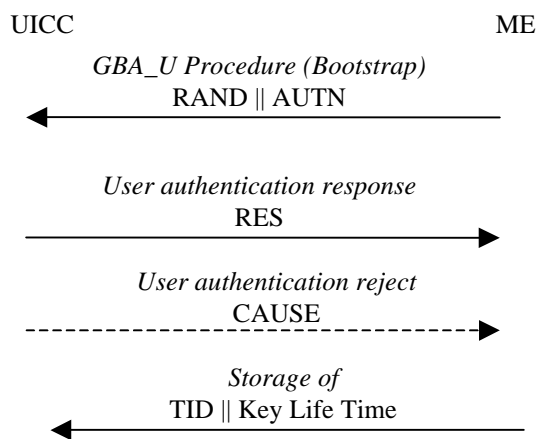 UICC ME
GBA_U Procedure (Bootstrap)
RAND || AUTN
User authentication response
RES
User authentication reject
CAUSE
Storage of
TID || Key Life Time